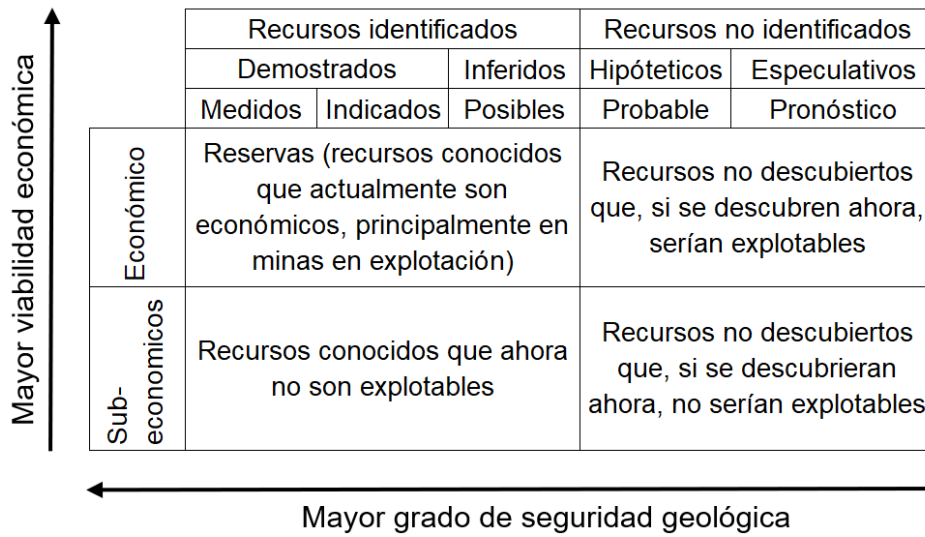 Mayor viabilidad económica
Recursos identificados
Recursos no identificados
Demostrados
Inferidos
Hipóteticos
Especulativos
Medidos
Indicados
Posibles
Probable
Pronóstico
Económico
Reservas (recursos conocidos
que actualmente son
económicos, principalmente en
minas en explotación)
Recursos no descubiertos
que, si se descubren ahora,
serían explotables
Sub-
economicos
Recursos conocidos que ahora
no son explotables
Recursos no descubiertos
que, si se descubrieran
ahora, no serían explotables
Mayor grado de seguridad geológica